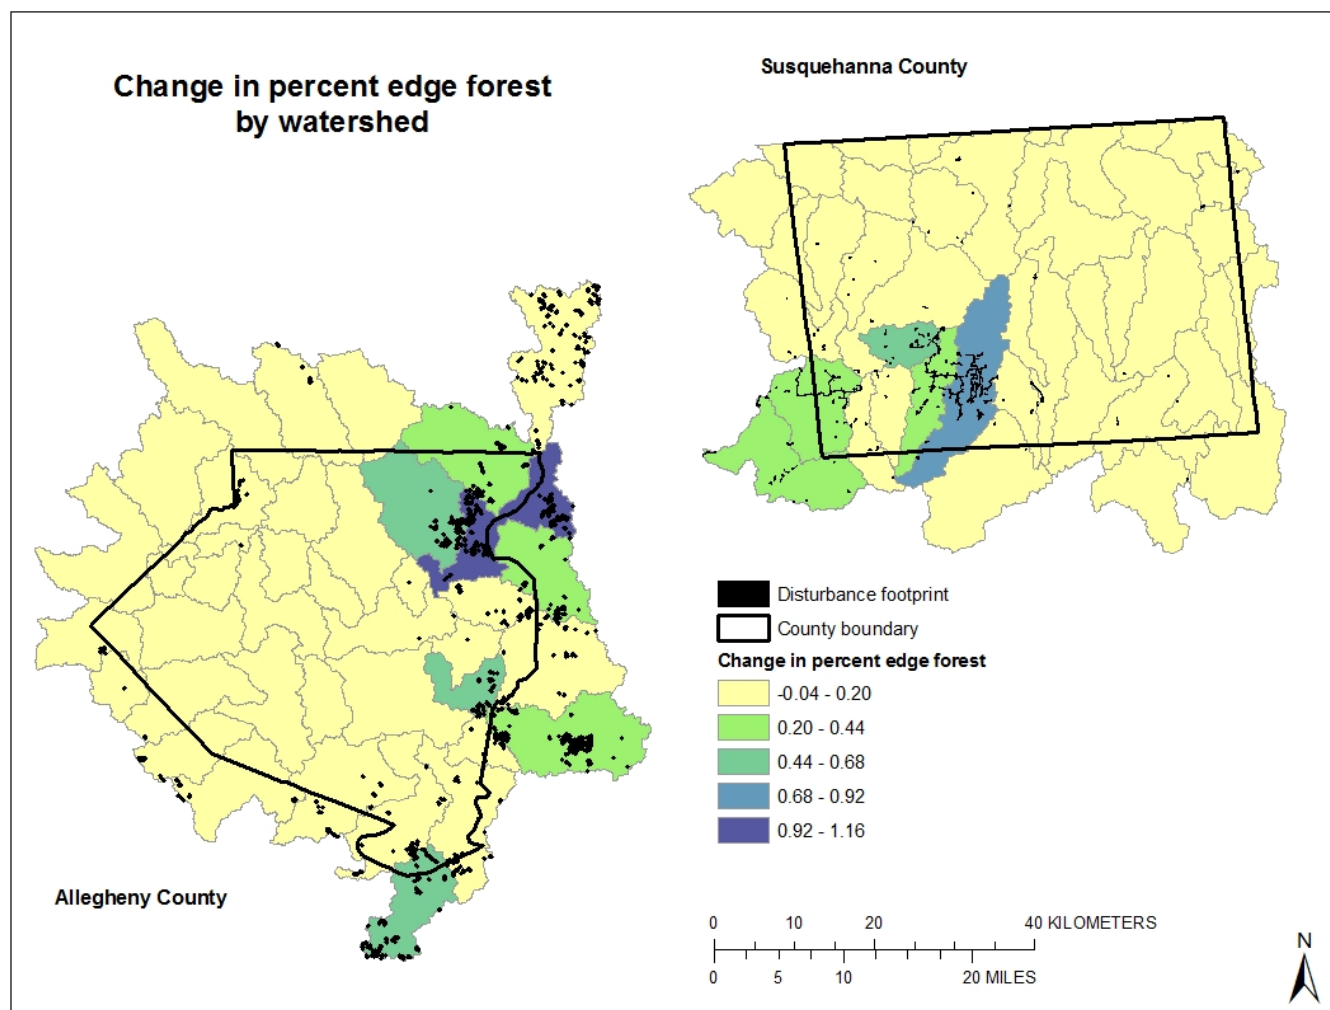 Change in percent edge forest
by watershed
Susquehanna County
Allegheny County
Disturbance footprint
County boundary
Change in percent edge forest
-0.04 - 0.20
0.20 - 0.44
0.44 - 0.68
0.68 - 0.92
0.92 - 1.16
0 10 20 40 KILOMETERS
0 5 10 20 MILES
N